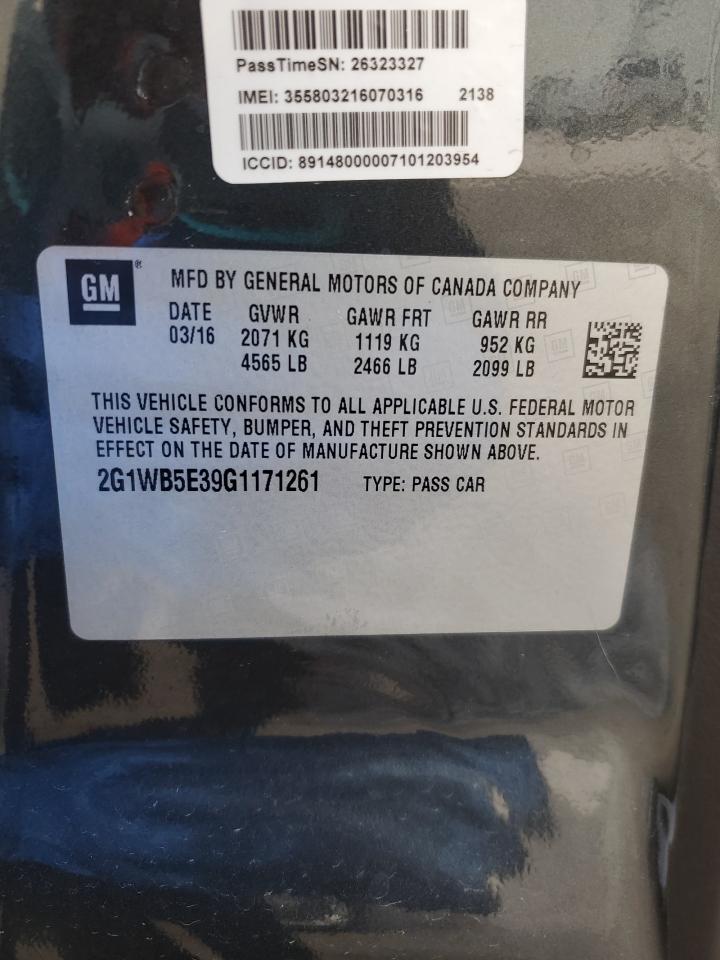 PassTimeSN: 26323327
IMEI: 355803216070316 2138
ICCID: 89148000007101203954
GM ® MFD BY GENERAL MOTORS OF CANADA COMPANY
DATE GVWR GAWR FRT GAWR RR
03/16 2071 KG 1119 KG 952 KG
4565 LB 2466 LB 2099 LB
THIS VEHICLE CONFORMS TO ALL APPLICABLE U.S. FEDERAL MOTOR
VEHICLE SAFETY, BUMPER, AND THEFT PREVENTION STANDARDS IN
EFFECT ON THE DATE OF MANUFACTURE SHOWN ABOVE.
2G1WB5E39G1171261 TYPE: PASS CAR